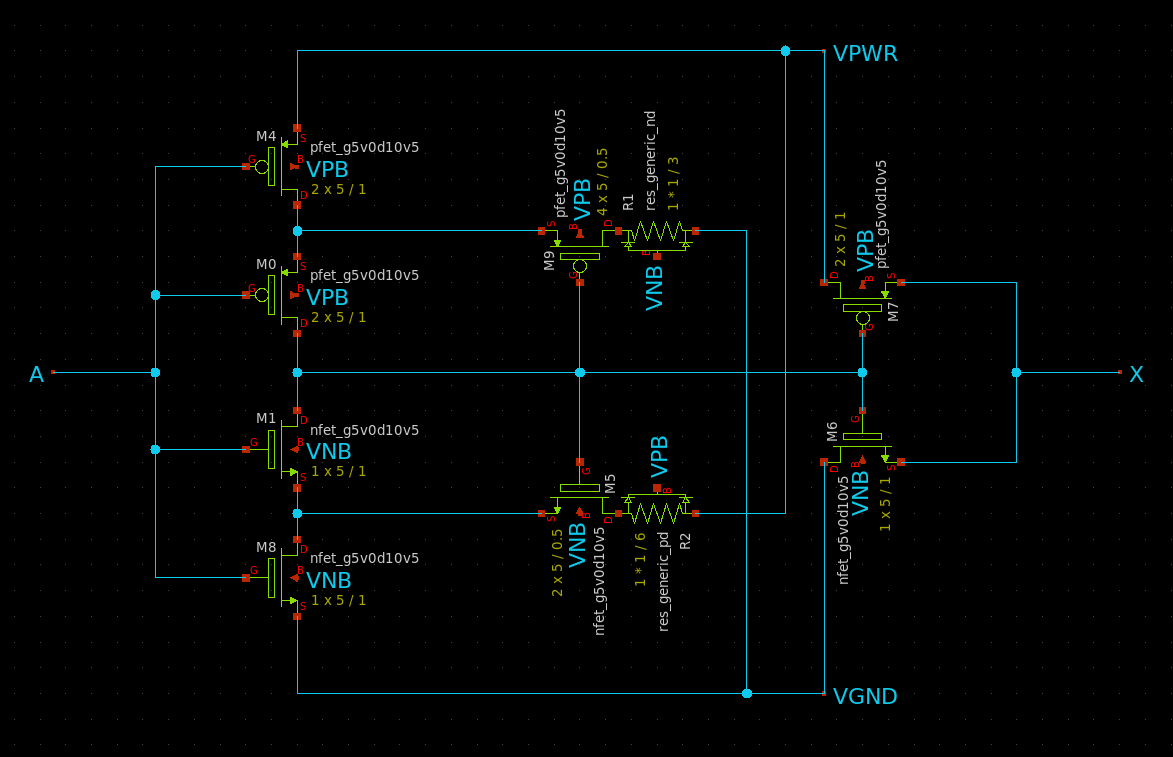 VPWR
M4
pfet_g5v0d10v5
S
G
B
VPB
2 x 5 / 1
D
M0
pfet_g5v0d10v5
S
G
B
VPB
2 x 5 / 1
D
pfet_g5v0d10v5
VPB
4 x 5 / 0.5
S
B
D
M9
G
R1
res_generic_nd
1 * 1 / 3
B
VNB
2 x 5 / 1
VPB
pfet_g5v0d10v5
D
B
S
M7
G
A
X
M1
nfet_g5v0d10v5
D
G
B
VNB
1 x 5 / 1
S
M8
nfet_g5v0d10v5
D
G
B
VNB
1 x 5 / 1
S
G
M5
S
B
D
2 x 5 / 0.5
VNB
nfet_g5v0d10v5
VPB
B
1 * 1 / 6
res_generic_pd
R2
M6
G
D
B
S
nfet_g5v0d10v5
VNB
1 x 5 / 1
VGND